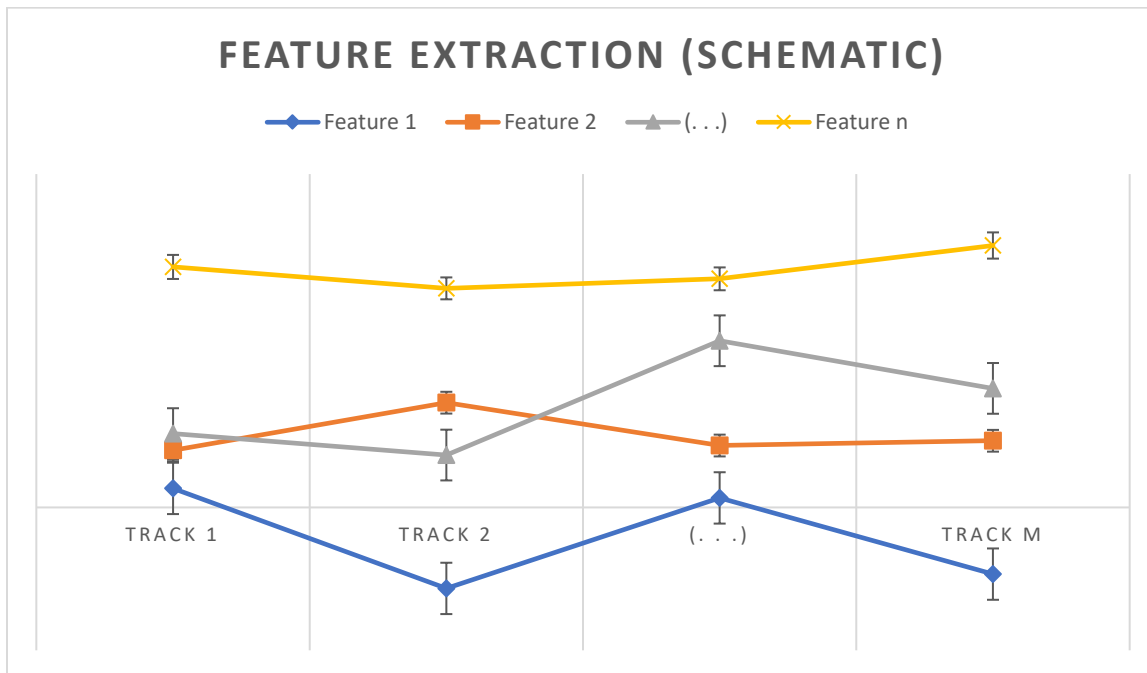 FEATURE EXTRACTION (SCHEMATIC)
Feature 1 Feature 2 (. . .) Feature n
TRACK 1 TRACK 2 (. . .) TRACK M